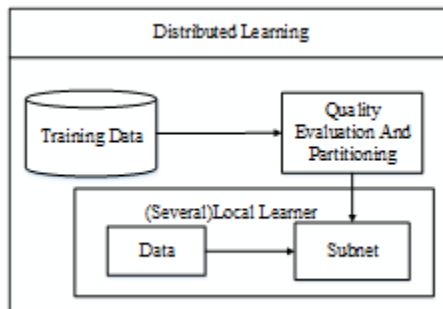 Distributed Learning
Training Data
Quality
Evaluation And
Partitioning
(Several)Local Learner
Data
Subnet